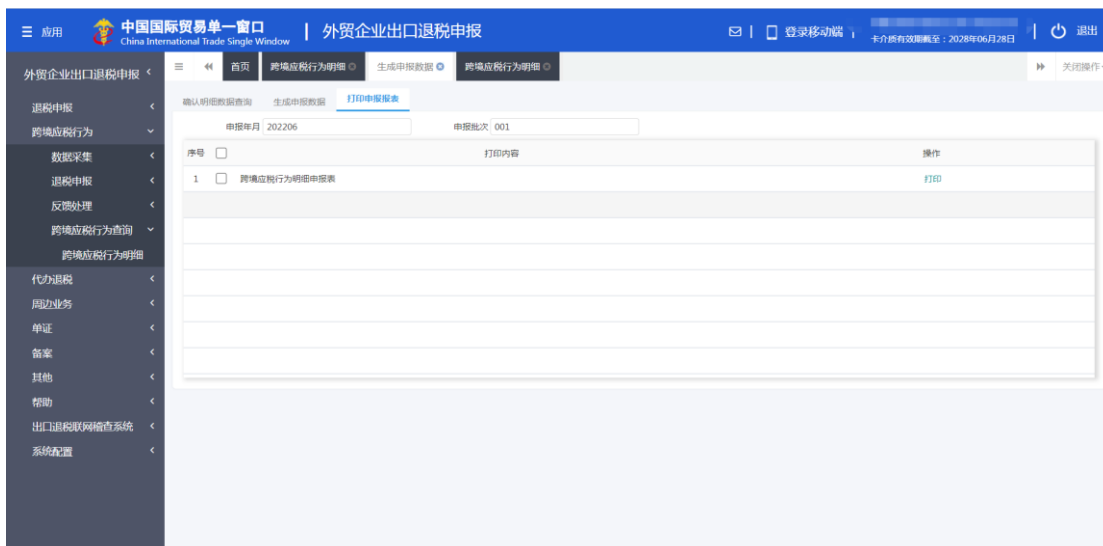 应用 中国国际贸易单一窗口 China International Trade Single Window 外贸企业出口退税申报 登录移动端 卡介质有效期截至：2028年06月28日 退出
外贸企业出口退税申报 首页 跨境应税行为明细 生成申报数据 跨境应税行为明细 关闭操作
退税申报 确认明细数据查询 生成申报数据 打印申报报表
跨境应税行为 申报年月 202206 申报批次 001
数据采集 序号 打印内容 操作
退税申报 1 跨境应税行为明细申报表 打印
反馈处理
跨境应税行为查询
跨境应税行为明细
代办退税
周边业务
单证
备案
其他
帮助
出口退税联网稽查系统
系统配置